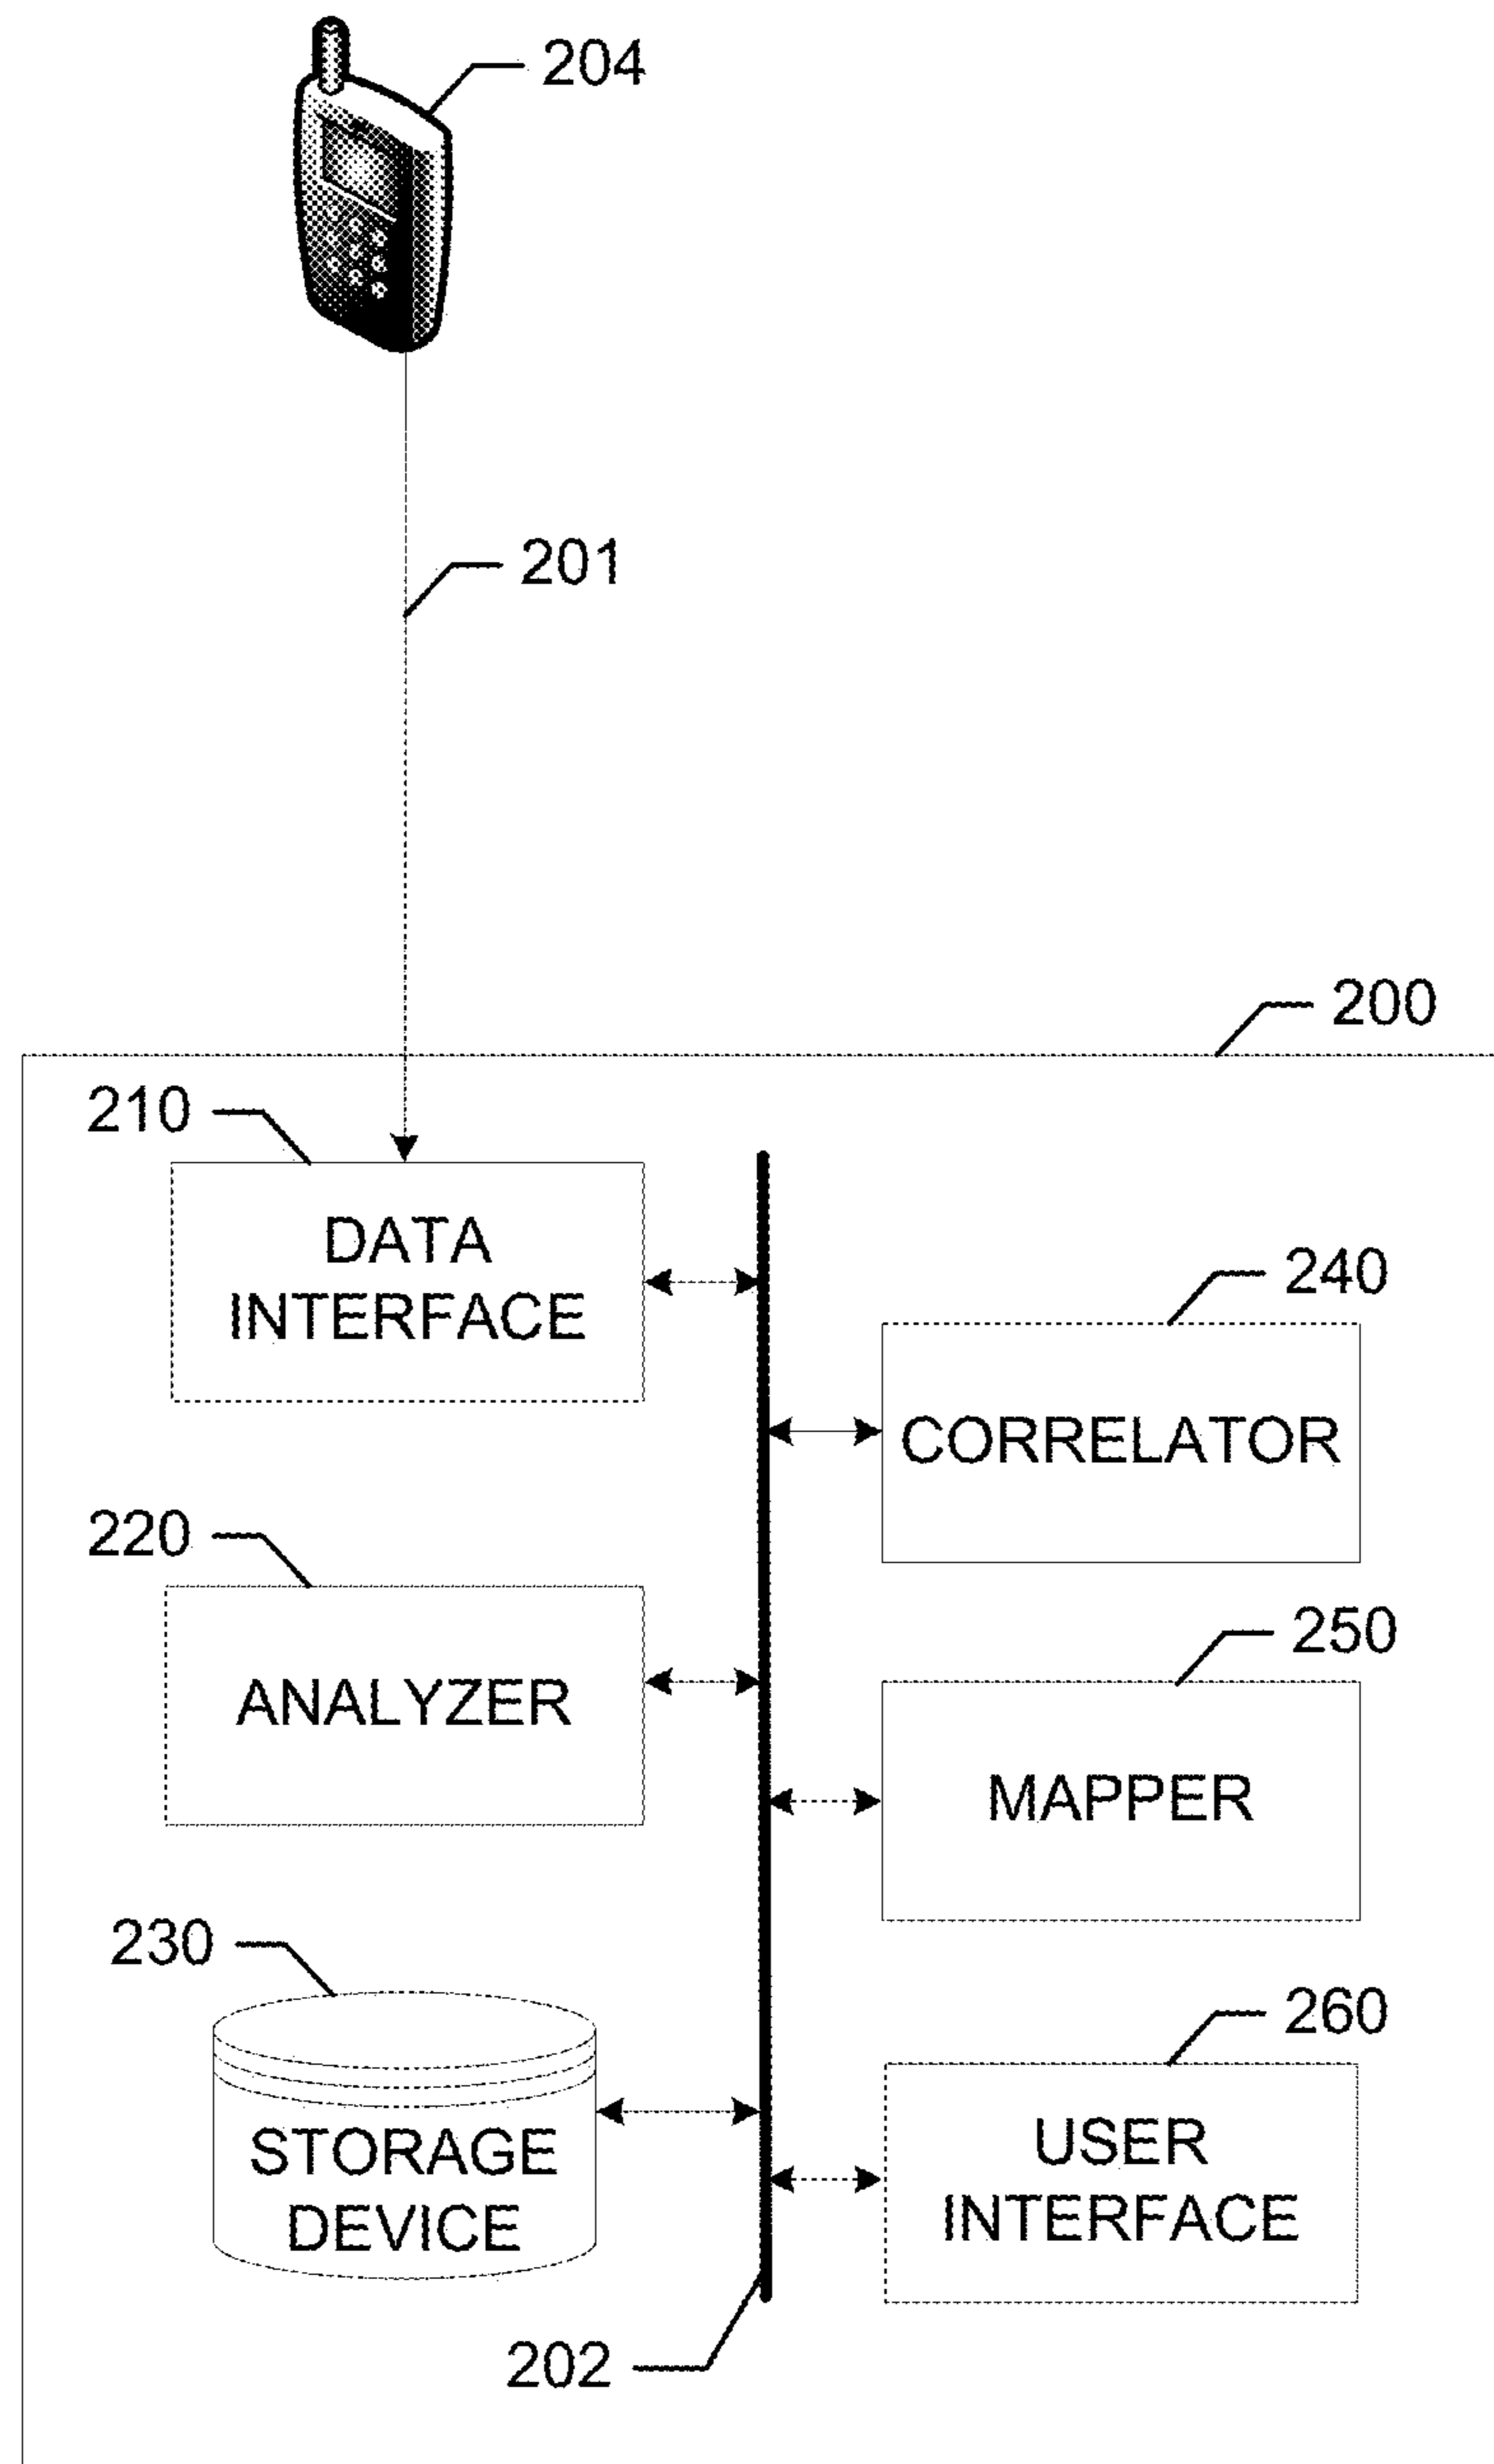 204
201
200
210
DATA
INTERFACE
240
CORRELATOR
220
ANALYZER
250
MAPPER
230
STORAGE
DEVICE
260
USER
INTERFACE
202